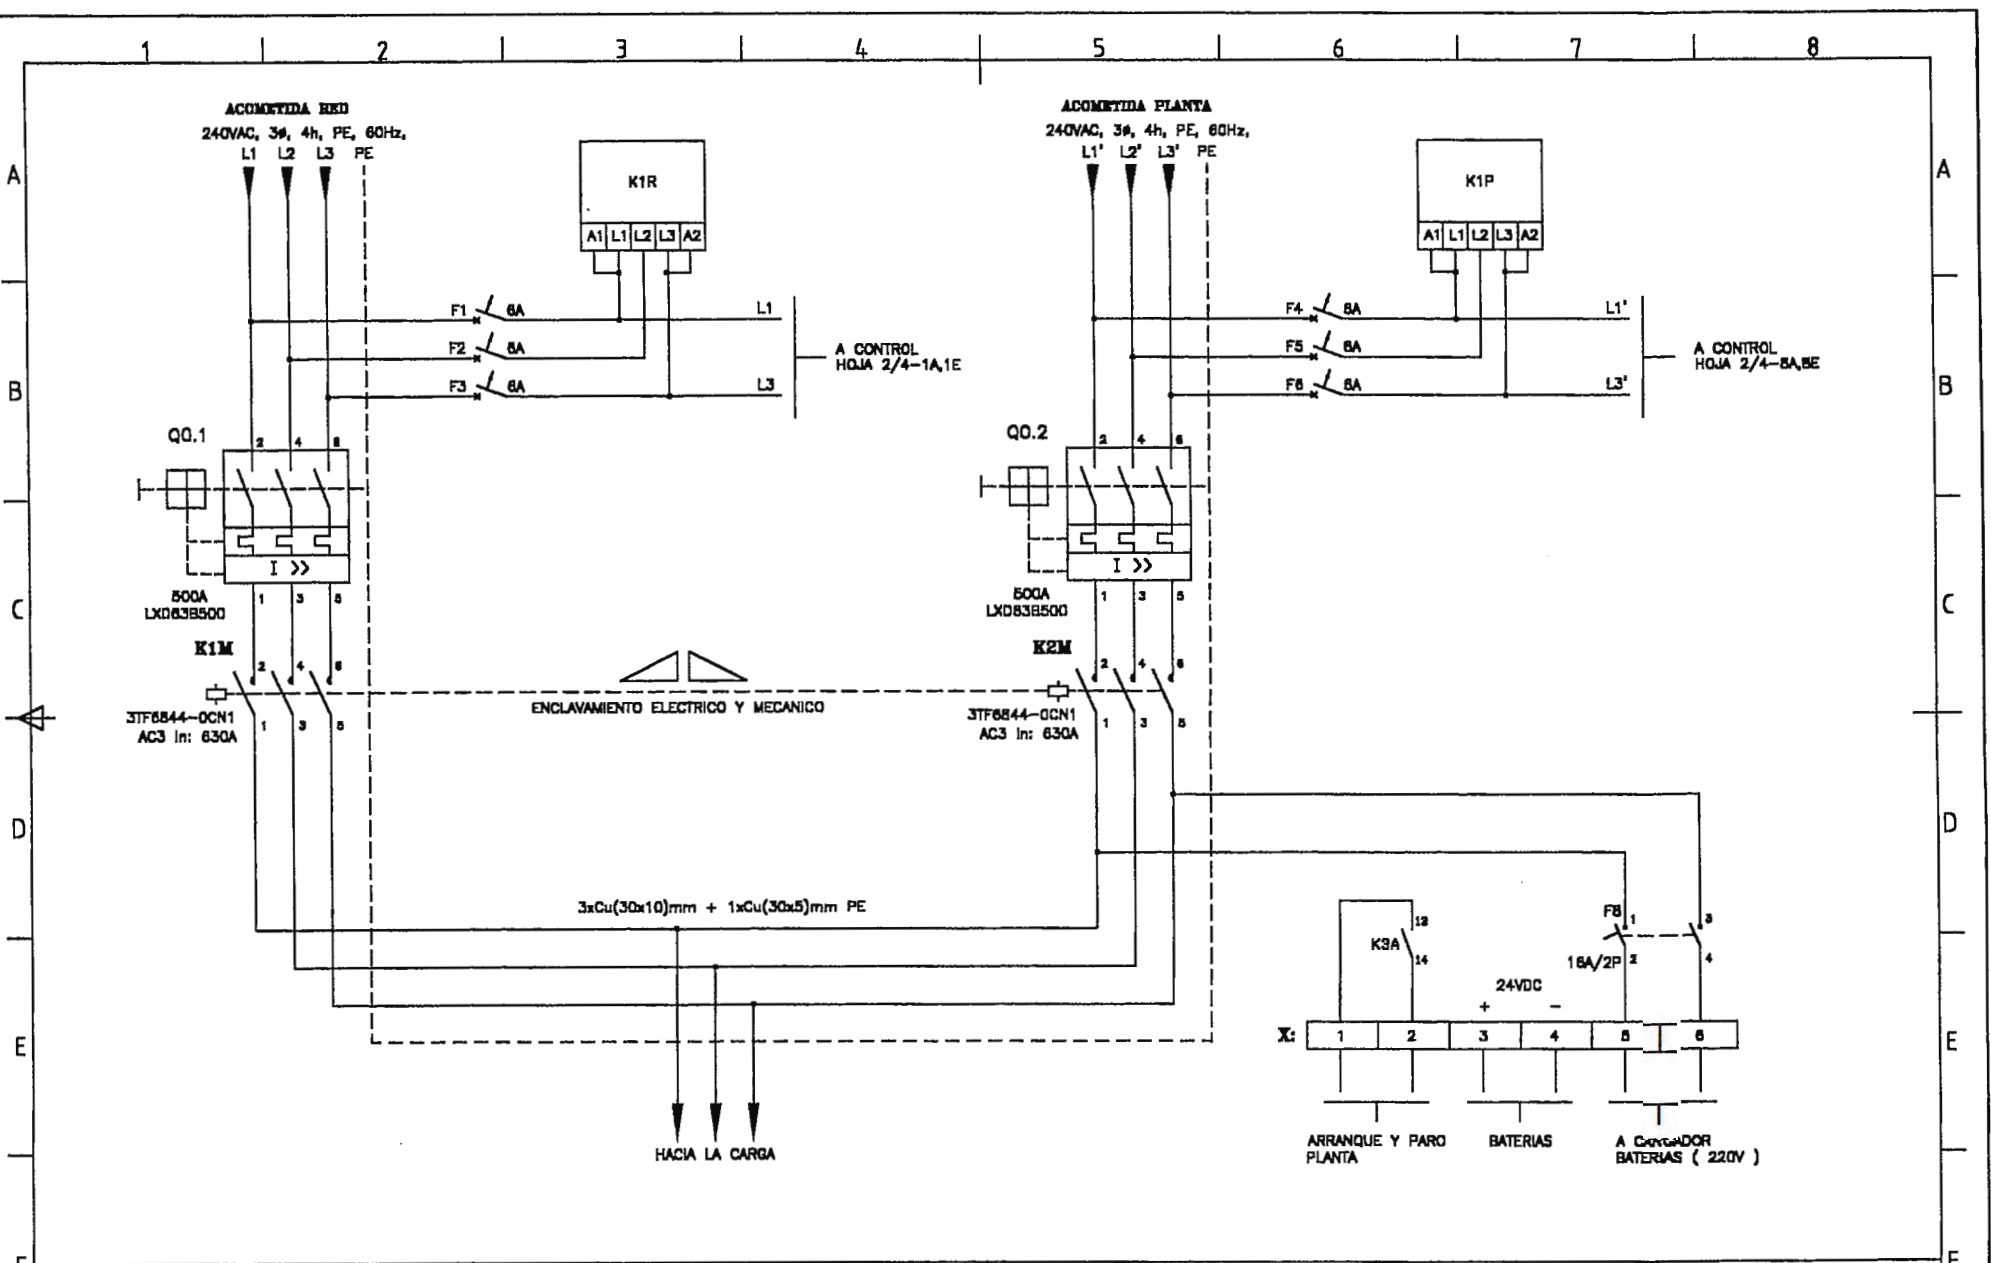 1 2 3 4 5 6 7 8
ACOMETIDA RED
240VAC, 3ø, 4h, PE, 60Hz,
L1 L2 L3 PE
K1R
A1 L1 L2 L3 A2
ACOMETIDA PLANTA
240VAC, 3ø, 4h, PE, 60Hz,
L1' L2' L3' PE
K1P
A1 L1 L2 L3 A2
A
A
F1 6A L1
F2 6A
F3 6A L3
A CONTROL
HOJA 2/4-1A,1E
F4 6A L1'
F5 6A
F6 6A L3'
A CONTROL
HOJA 2/4-
B
B
Q0.1
2 4 6
I >>
500A
LXD63B500
1 3 5
Q0.2
2 4 6
I >>
500A
LXD63B500
1 3 5
C
C
K1M
2 4 6
3TF6844-0CN1
AC3 In: 630A
1 3 5
ENCLAVAMIENTO ELECTRICO Y MECANICO
K2M
2 4 6
3TF6844-0CN1
AC3 In: 630A
1 3 5
D
D
3xCu(30x10)mm + 1xCu(30x5)mm PE
K3A
13
14
F8
1 3
16A/2P
2 4
24VDC
+ -
X:
1 2 3 4 5 6
E
E
HACIA LA CARGA
ARRANQUE Y PARO
PLANTA
BATERIAS
A CARGADOR
BATERIAS ( 220V )